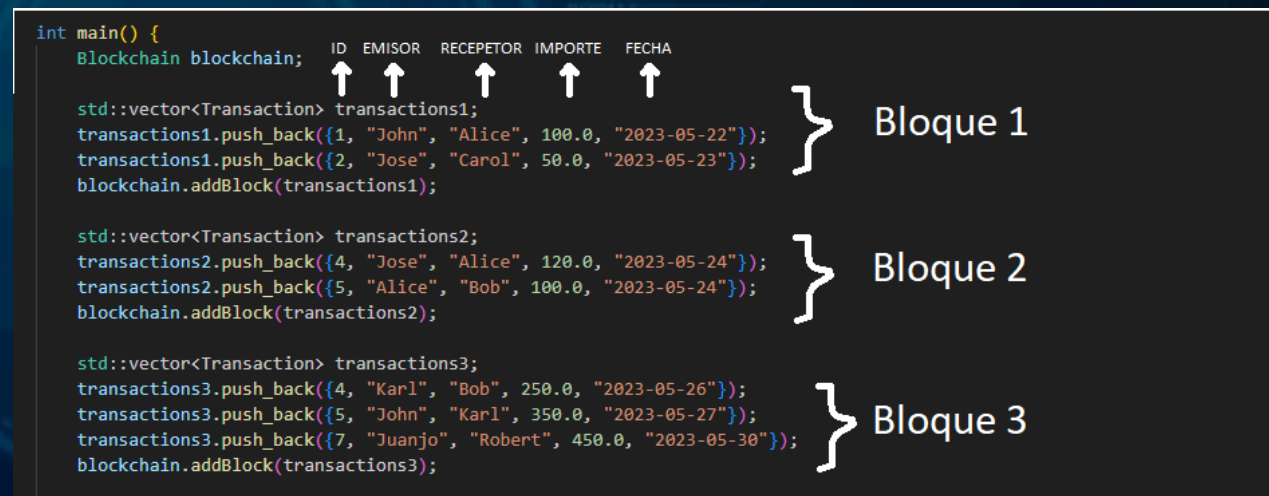 int main() {
Blockchain blockchain;
ID EMISOR RECEPETOR IMPORTE FECHA
std::vector<Transaction> transactions1;
transactions1.push_back({1, "John", "Alice", 100.0, "2023-05-22"});
transactions1.push_back({2, "Jose", "Carol", 50.0, "2023-05-23"});
blockchain.addBlock(transactions1);
Bloque 1
std::vector<Transaction> transactions2;
transactions2.push_back({4, "Jose", "Alice", 120.0, "2023-05-24"});
transactions2.push_back({5, "Alice", "Bob", 100.0, "2023-05-24"});
blockchain.addBlock(transactions2);
Bloque 2
std::vector<Transaction> transactions3;
transactions3.push_back({4, "Karl", "Bob", 250.0, "2023-05-26"});
transactions3.push_back({5, "John", "Karl", 350.0, "2023-05-27"});
transactions3.push_back({7, "Juanjo", "Robert", 450.0, "2023-05-30"});
blockchain.addBlock(transactions3);
Bloque 3